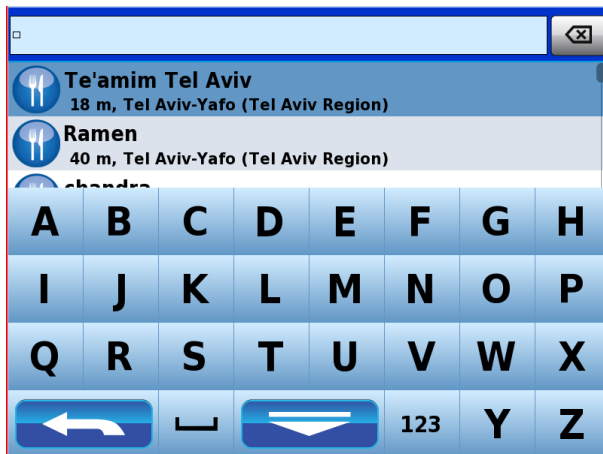 Te'amim Tel Aviv
18 m, Tel Aviv-Yafo (Tel Aviv Region)
Ramen
40 m, Tel Aviv-Yafo (Tel Aviv Region)
chandra
A B C D E F G H
I J K L M N O P
Q R S T U V W X
123 Y Z